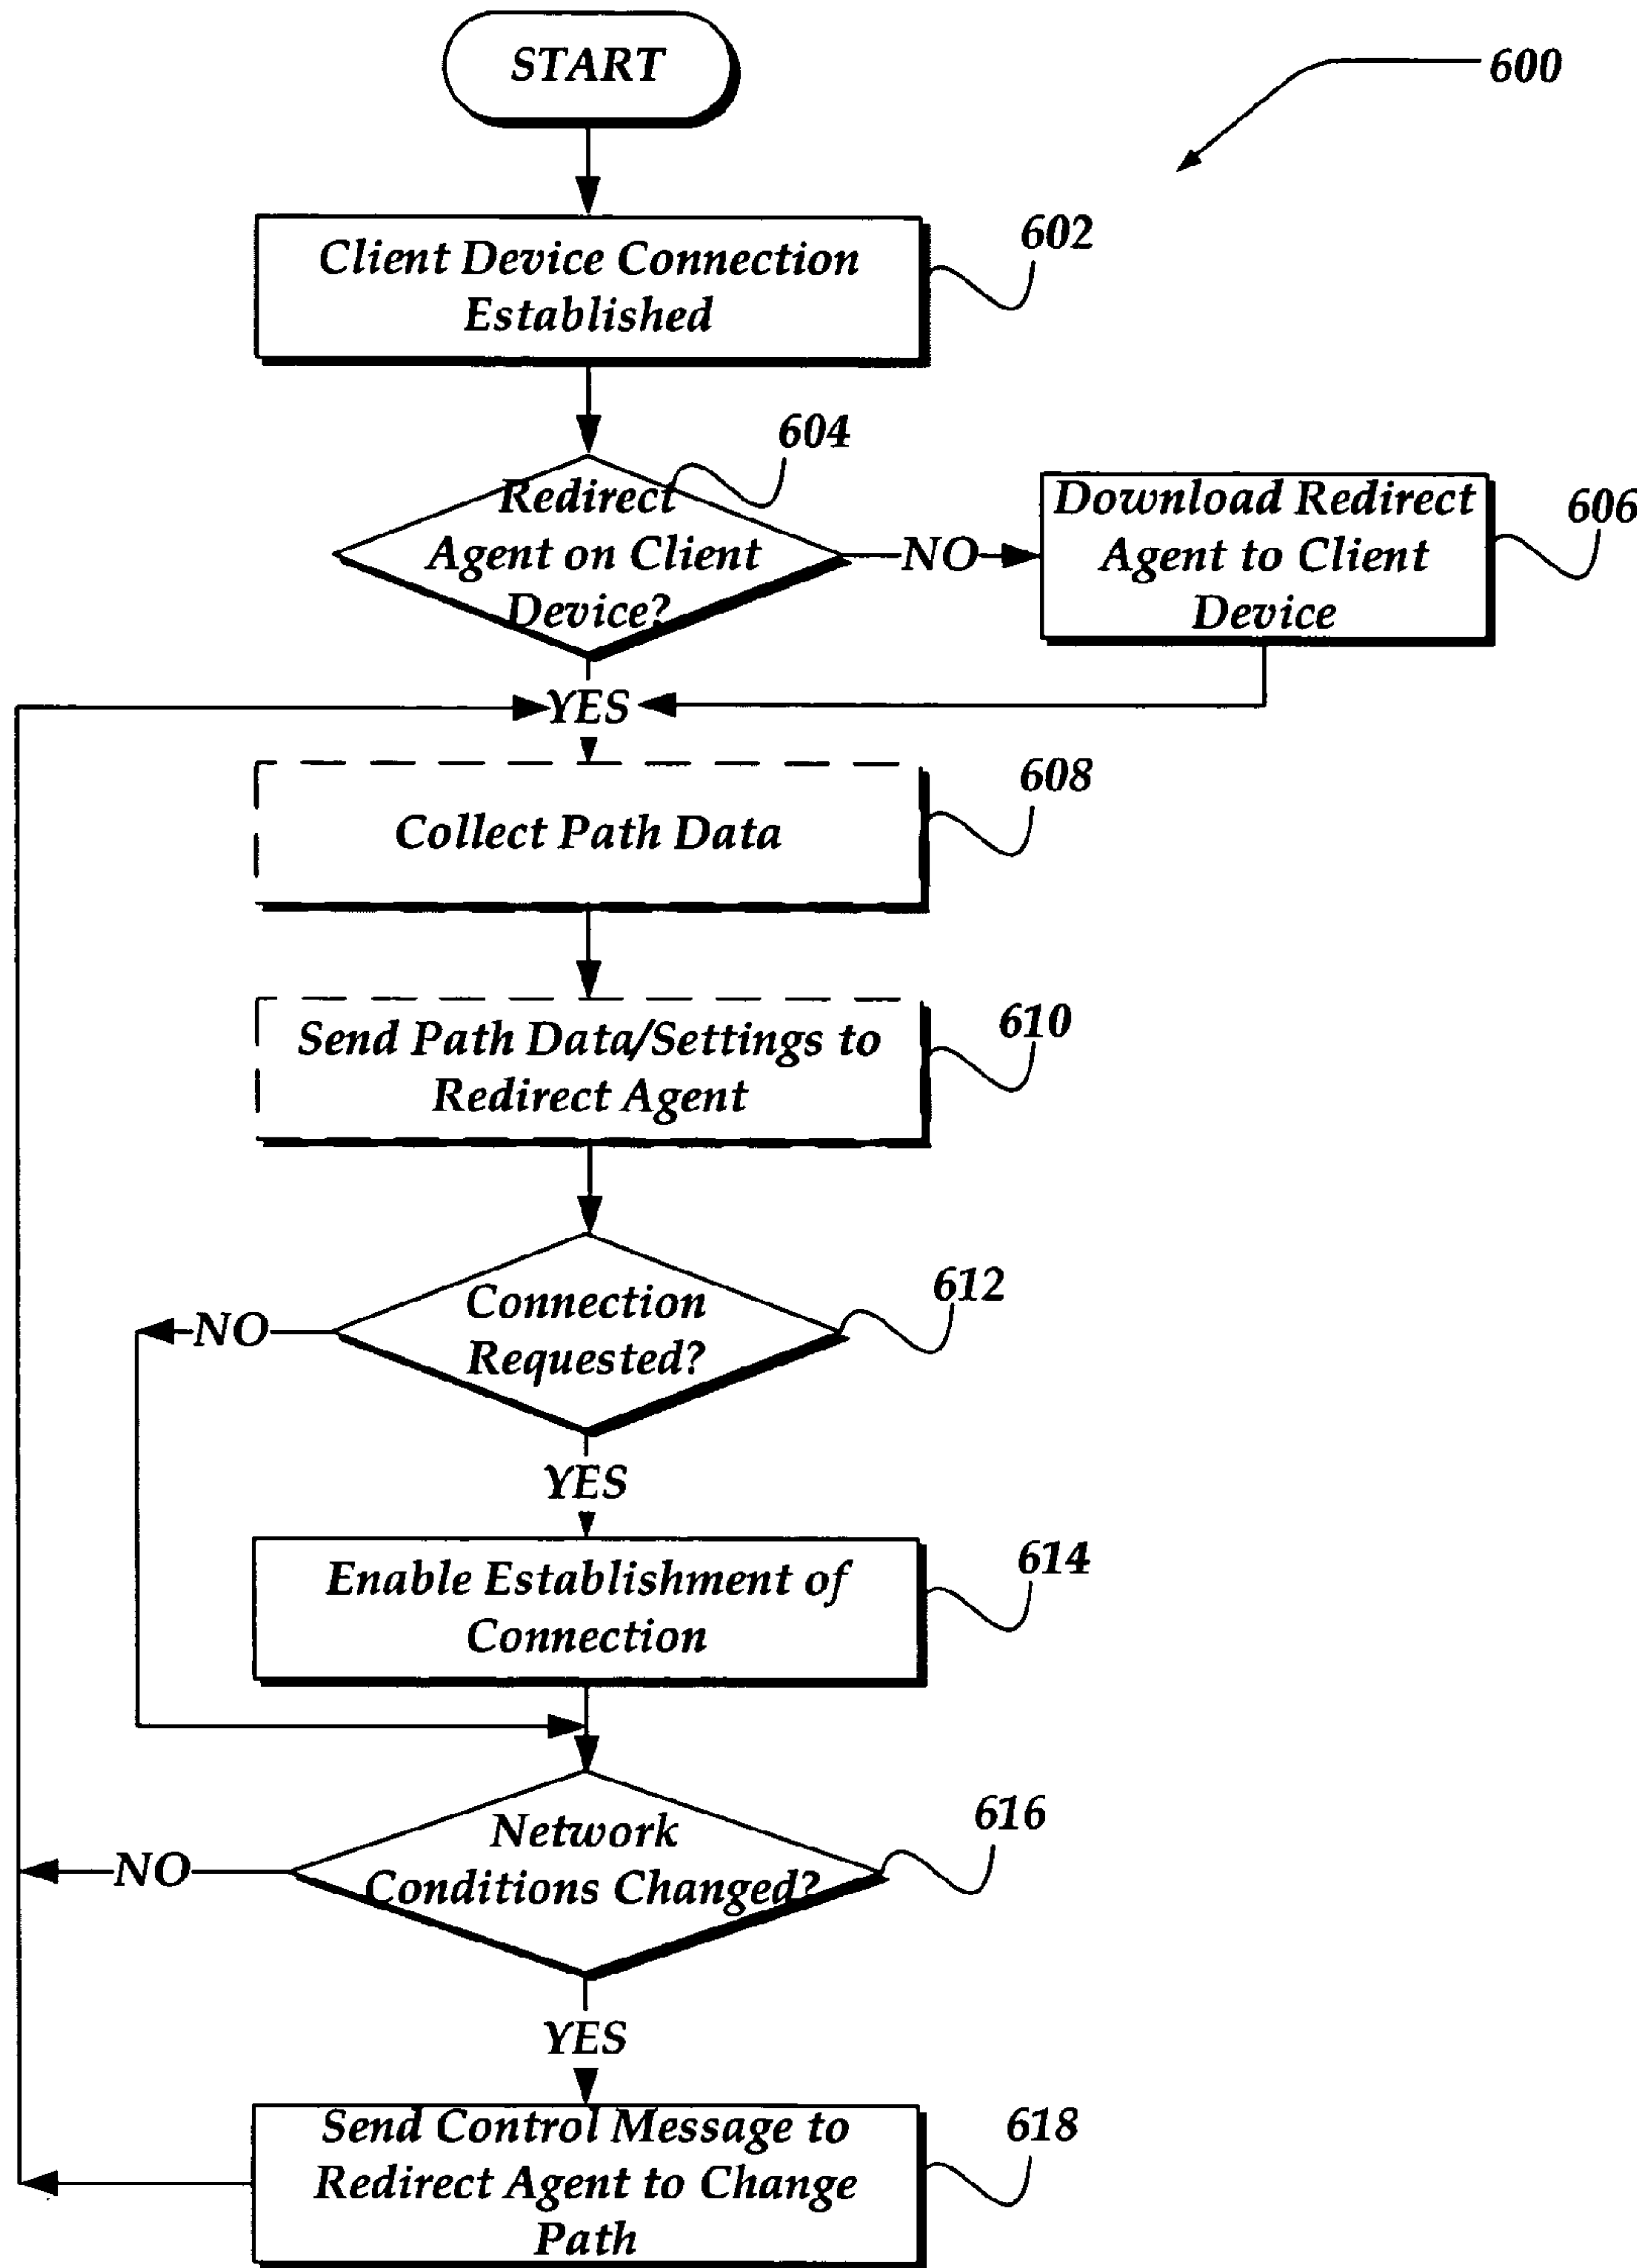 START
600
Client Device Connection
Established
602
604
Redirect
Agent on Client
Device?
NO
Download Redirect
Agent to Client
Device
606
YES
Collect Path Data
608
Send Path Data/Settings to
Redirect Agent
610
Connection
Requested?
612
NO
YES
Enable Establishment of
Connection
614
Network
Conditions Changed?
616
NO
YES
Send Control Message to
Redirect Agent to Change
Path
618